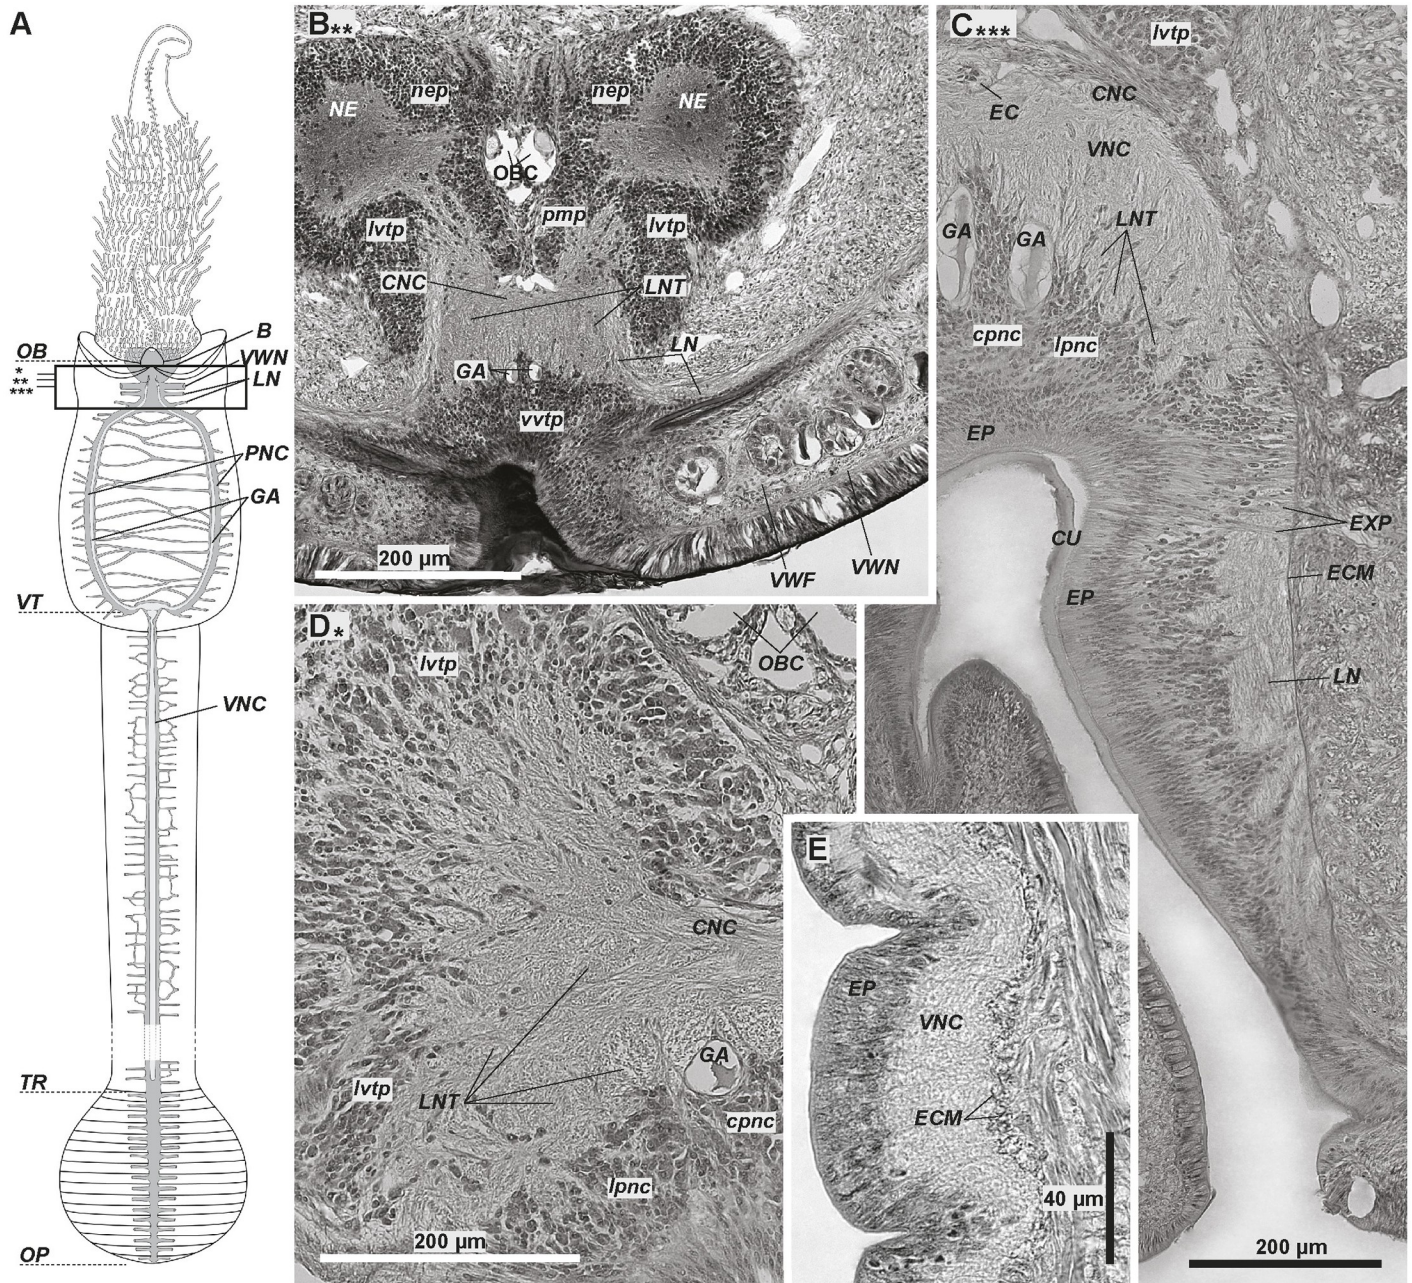 A
OB
*
**
***
B
VWN
LN
PNC
GA
VT
VNC
TR
OP
B**
nep
nep
NE
NE
OBC
pmp
lvtp
lvtp
CNC
LNT
LN
GA
vvtp
200 µm
VWF
VWN
C***
lvtp
EC
CNC
VNC
GA
GA
LNT
cpnc
lpnc
EP
EXP
CU
ECM
EP
LN
200 µm
D*
lvtp
OBC
CNC
GA
lvtp
LNT
cpnc
lpnc
200 µm
E
EP
VNC
ECM
40 µm